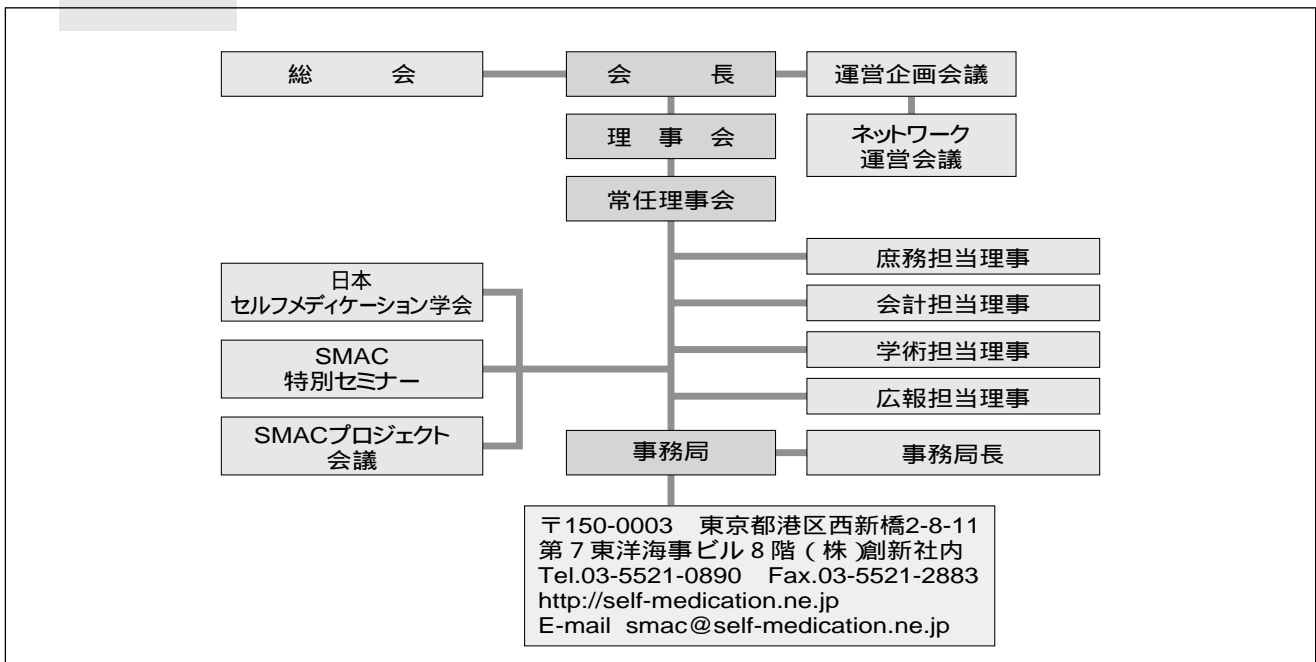 総　会
会　長
運営企画会議
理事会
ネットワーク
運営会議
常任理事会
庶務担当理事
日本
セルフメディケーション学会
会計担当理事
SMAC
特別セミナー
学術担当理事
広報担当理事
SMACプロジェクト
会議
事務局
事務局長
〒150-0003　東京都港区西新橋2-8-11
第7東洋海事ビル8階(株)創新社内
Tel.03-5521-0890　Fax.03-5521-2883
http://self-medication.ne.jp
E-mail smac@self-medication.ne.jp